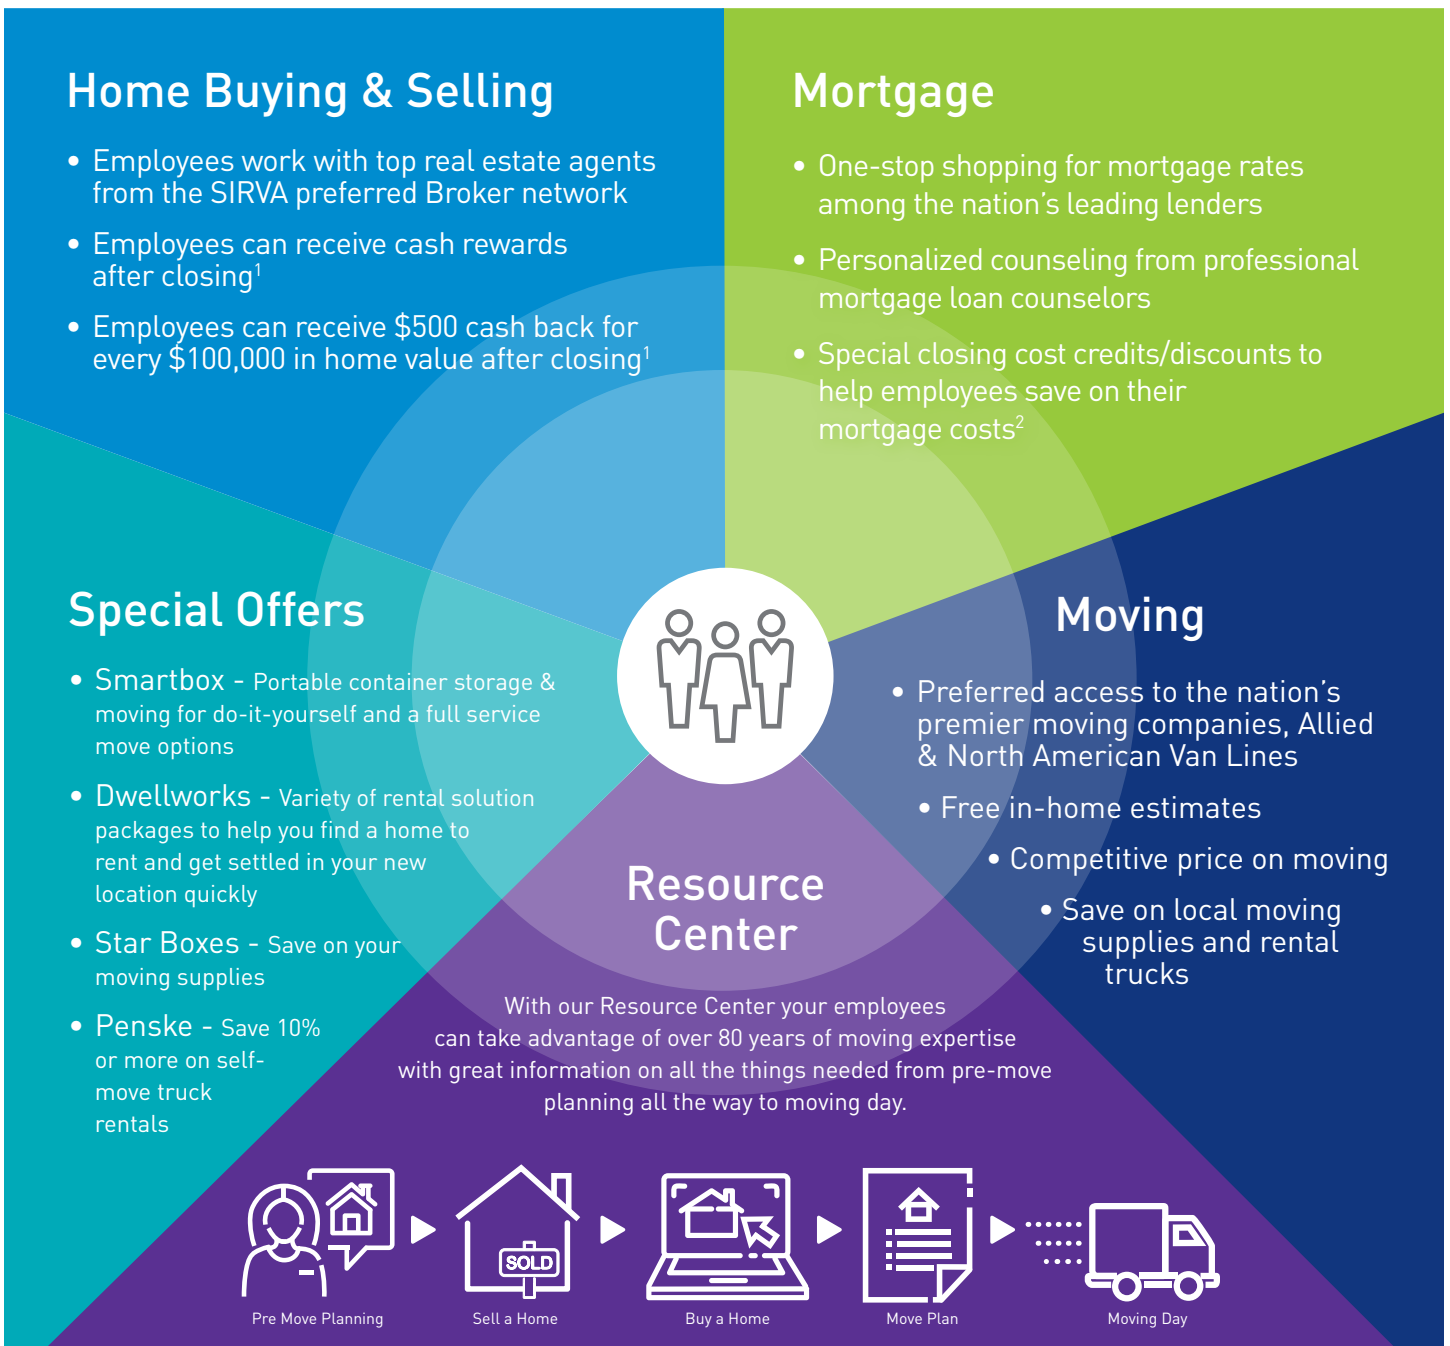 Home Buying & Selling
• Employees work with top real estate agents
from the SIRVA preferred Broker network
• Employees can receive cash rewards
after closing1
• Employees can receive $500 cash back for
every $100,000 in home value after closing1
Mortgage
• One-stop shopping for mortgage rates
among the nation's leading lenders
• Personalized counseling from professional
mortgage loan counselors
• Special closing cost credits/discounts to
help employees save on their
mortgage costs2
Special Offers
• Smartbox - Portable container storage &
moving for do-it-yourself and a full service
move options
• Dwellworks - Variety of rental solution
packages to help you find a home to
rent and get settled in your new
location quickly
• Star Boxes - Save on your
moving supplies
• Penske - Save 10%
or more on self-
move truck
rentals
Moving
• Preferred access to the nation's
premier moving companies, Allied
& North American Van Lines
• Free in-home estimates
• Competitive price on moving
• Save on local moving
supplies and rental
trucks
Resource
Center
With our Resource Center your employees
can take advantage of over 80 years of moving expertise
with great information on all the things needed from pre-move
planning all the way to moving day.
SOLD
Pre Move Planning
Sell a Home
Buy a Home
Move Plan
Moving Day